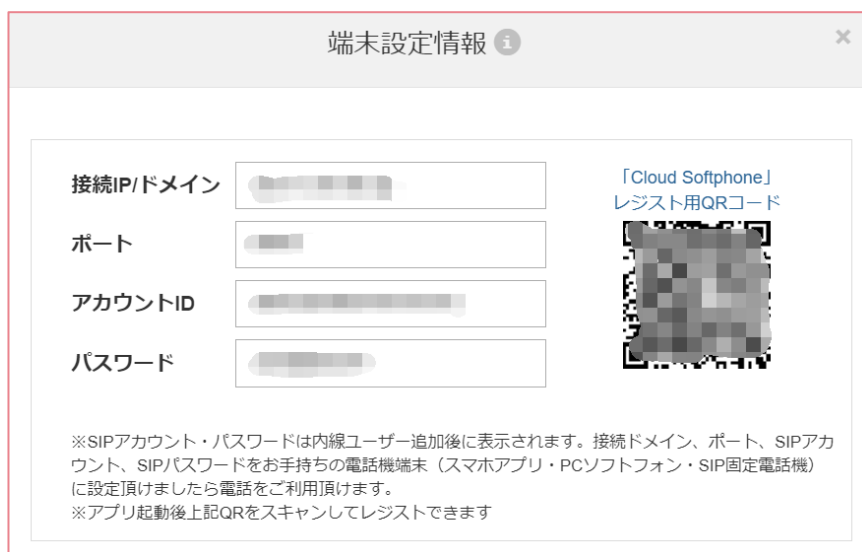 端末設定情報
接続IP/ドメイン
「Cloud Softphone」
レジスト用QRコード
ポート
アカウントID
パスワード
※SIPアカウント・パスワードは内線ユーザー追加後に表示されます。接続ドメイン、ポート、SIPアカ
ウント、SIPパスワードをお手持ちの電話機端末（スマホアプリ・PCソフトフォン・SIP固定電話機）
に設定頂けましたら電話をご利用頂けます。
※アプリ起動後上記QRをスキャンしてレジストできます